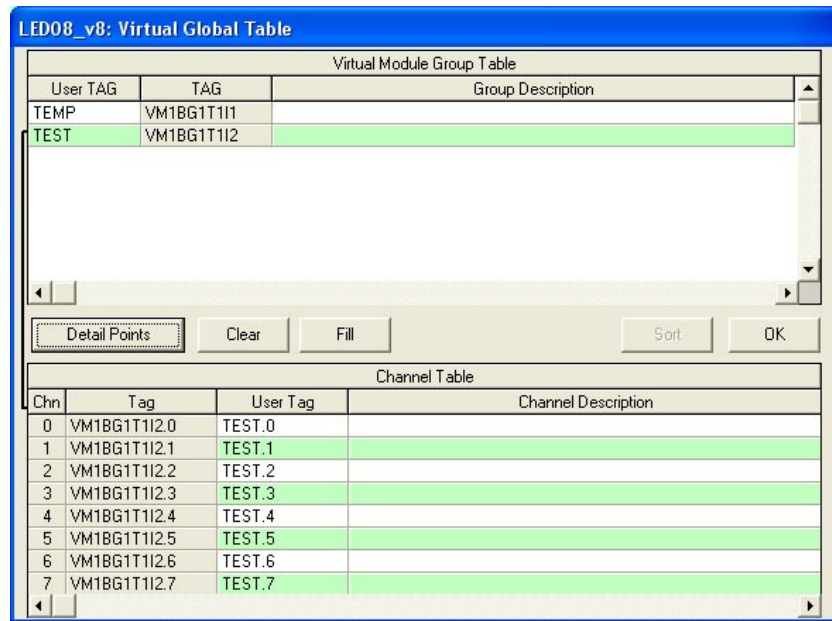 LED08_v8: Virtual Global Table
Virtual Module Group Table
User TAG TAG Group Description
TEMP VM1BG1T1I1
TEST VM1BG1T1I2
Detail Points Clear Fill Sort OK
Channel Table
Chn Tag User Tag Channel Description
0 VM1BG1T1I2.0 TEST.0
1 VM1BG1T1I2.1 TEST.1
2 VM1BG1T1I2.2 TEST.2
3 VM1BG1T1I2.3 TEST.3
4 VM1BG1T1I2.4 TEST.4
5 VM1BG1T1I2.5 TEST.5
6 VM1BG1T1I2.6 TEST.6
7 VM1BG1T1I2.7 TEST.7